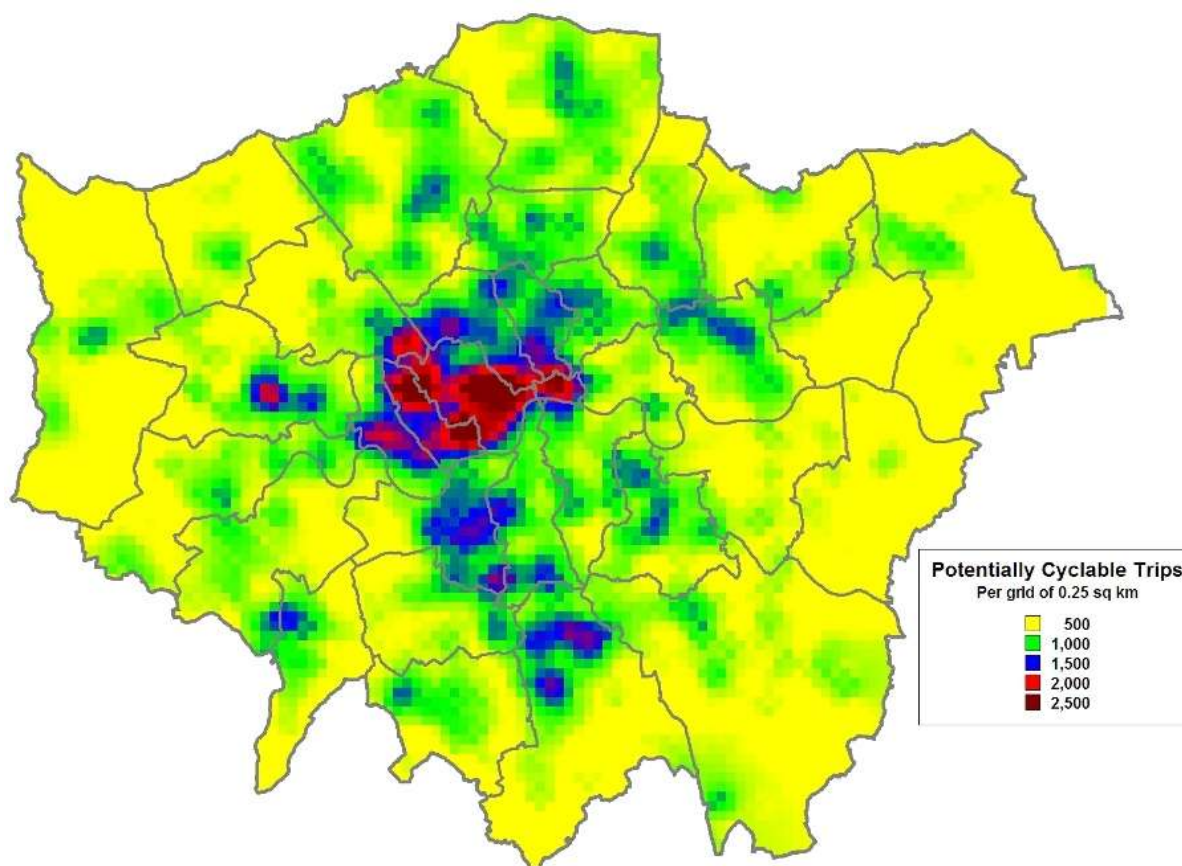 Potentially Cyclable Trips
Per grid of 0.25 sq km
500
1,000
1,500
2,000
2,500